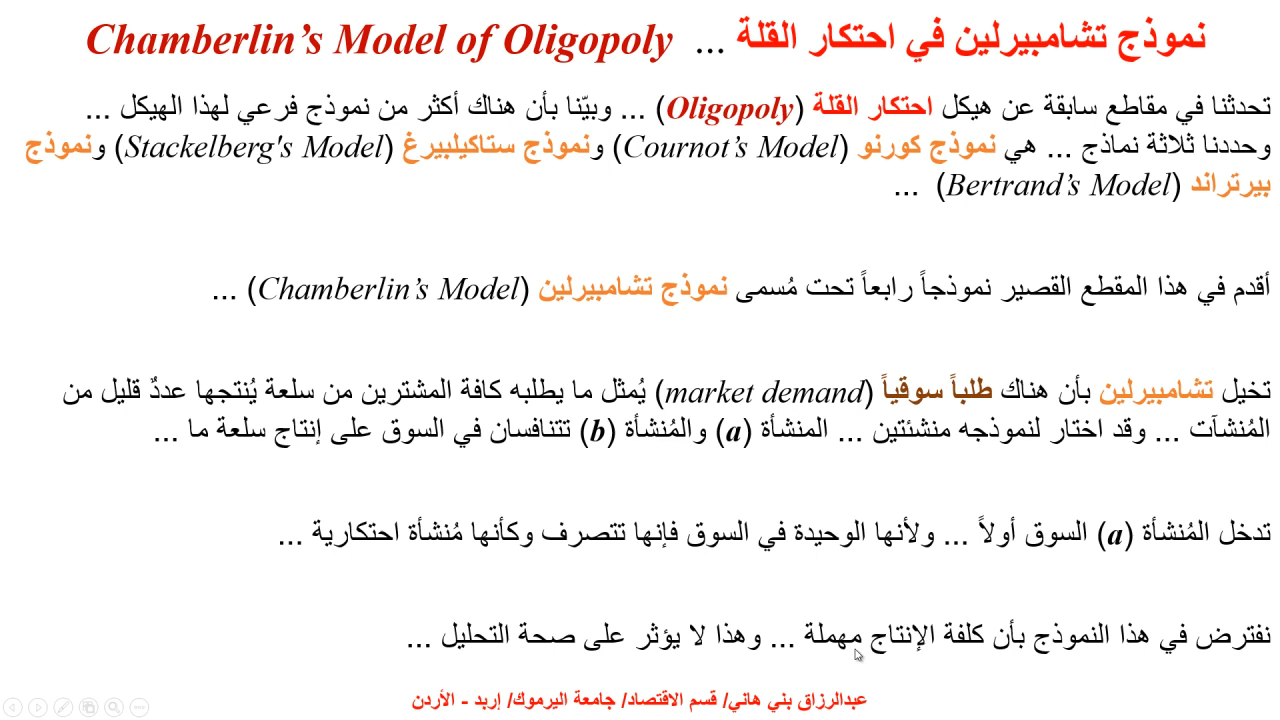 نموذج تشامبيرلين في احتكار القلة ... Chamberlin’s Model of Oligopoly
تحدثنا في مقاطع سابقة عن هيكل احتكار القلة (Oligopoly) ... وبيّنا بأن هناك أكثر من نموذج فرعي لهذا الهيكل ...
وحددنا ثلاثة نماذج ... هي نموذج كورنو (Cournot’s Model) ونموذج ستاكيلبيرغ (Stackelberg's Model) ونموذج
بيرتراند (Bertrand’s Model) ...
أقدم في هذا المقطع القصير نموذجاً رابعاً تحت مُسمى نموذج تشامبيرلين (Chamberlin’s Model) ...
تخيل تشامبيرلين بأن هناك طلباً سوقياً (market demand) يُمثل ما يطلبه كافة المشترين من سلعة يُنتجها عددٌ قليل من
المُنشآت ... وقد اختار لنموذجه منشئتين ... المنشأة (a) والمُنشأة (b) تتنافسان في السوق على إنتاج سلعة ما ...
تدخل المُنشأة (a) السوق أولاً ... ولأنها الوحيدة في السوق فإنها تتصرف وكأنها مُنشأة احتكارية ...
نفترض في هذا النموذج بأن كلفة الإنتاج مهملة ... وهذا لا يؤثر على صحة التحليل ...
عبدالرزاق بني هاني/ قسم الاقتصاد/ جامعة اليرموك/ إربد - الأردن